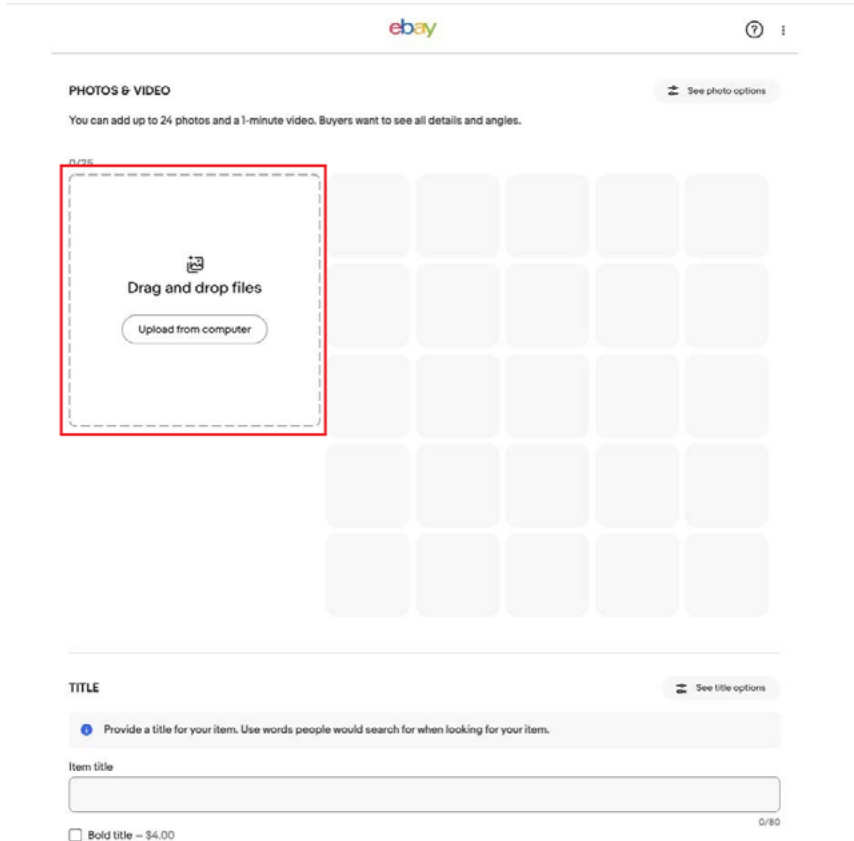 ebay
PHOTOS & VIDEO
See photo options
You can add up to 24 photos and a 1-minute video. Buyers want to see all details and angles.
0/25
Drag and drop files
Upload from computer
TITLE
See title options
Provide a title for your item. Use words people would search for when looking for your item.
Item title
0/80
Bold title – $4.00